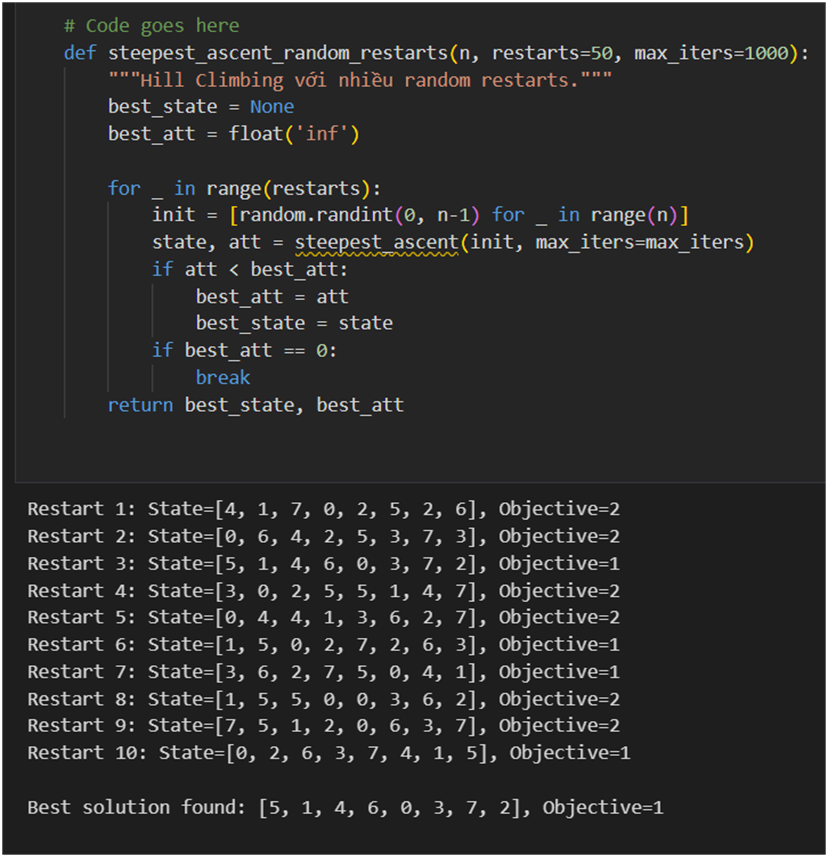 # Code goes here
def steepest_ascent_random_restarts(n, restarts=50, max_iters=1000):
"""Hill Climbing với nhiều random restarts."""
best_state = None
best_att = float('inf')
for _ in range(restarts):
init = [random.randint(0, n-1) for _ in range(n)]
state, att = steepest_ascent(init, max_iters=max_iters)
if att < best_att:
best_att = att
best_state = state
if best_att == 0:
break
return best_state, best_att
Restart 1: State=[4, 1, 7, 0, 2, 5, 2, 6], Objective=2
Restart 2: State=[0, 6, 4, 2, 5, 3, 7, 3], Objective=2
Restart 3: State=[5, 1, 4, 6, 0, 3, 7, 2], Objective=1
Restart 4: State=[3, 0, 2, 5, 5, 1, 4, 7], Objective=2
Restart 5: State=[0, 4, 4, 1, 3, 6, 2, 7], Objective=2
Restart 6: State=[1, 5, 0, 2, 7, 2, 6, 3], Objective=1
Restart 7: State=[3, 6, 2, 7, 5, 0, 4, 1], Objective=1
Restart 8: State=[1, 5, 5, 0, 0, 3, 6, 2], Objective=2
Restart 9: State=[7, 5, 1, 2, 0, 6, 3, 7], Objective=2
Restart 10: State=[0, 2, 6, 3, 7, 4, 1, 5], Objective=1
Best solution found: [5, 1, 4, 6, 0, 3, 7, 2], Objective=1